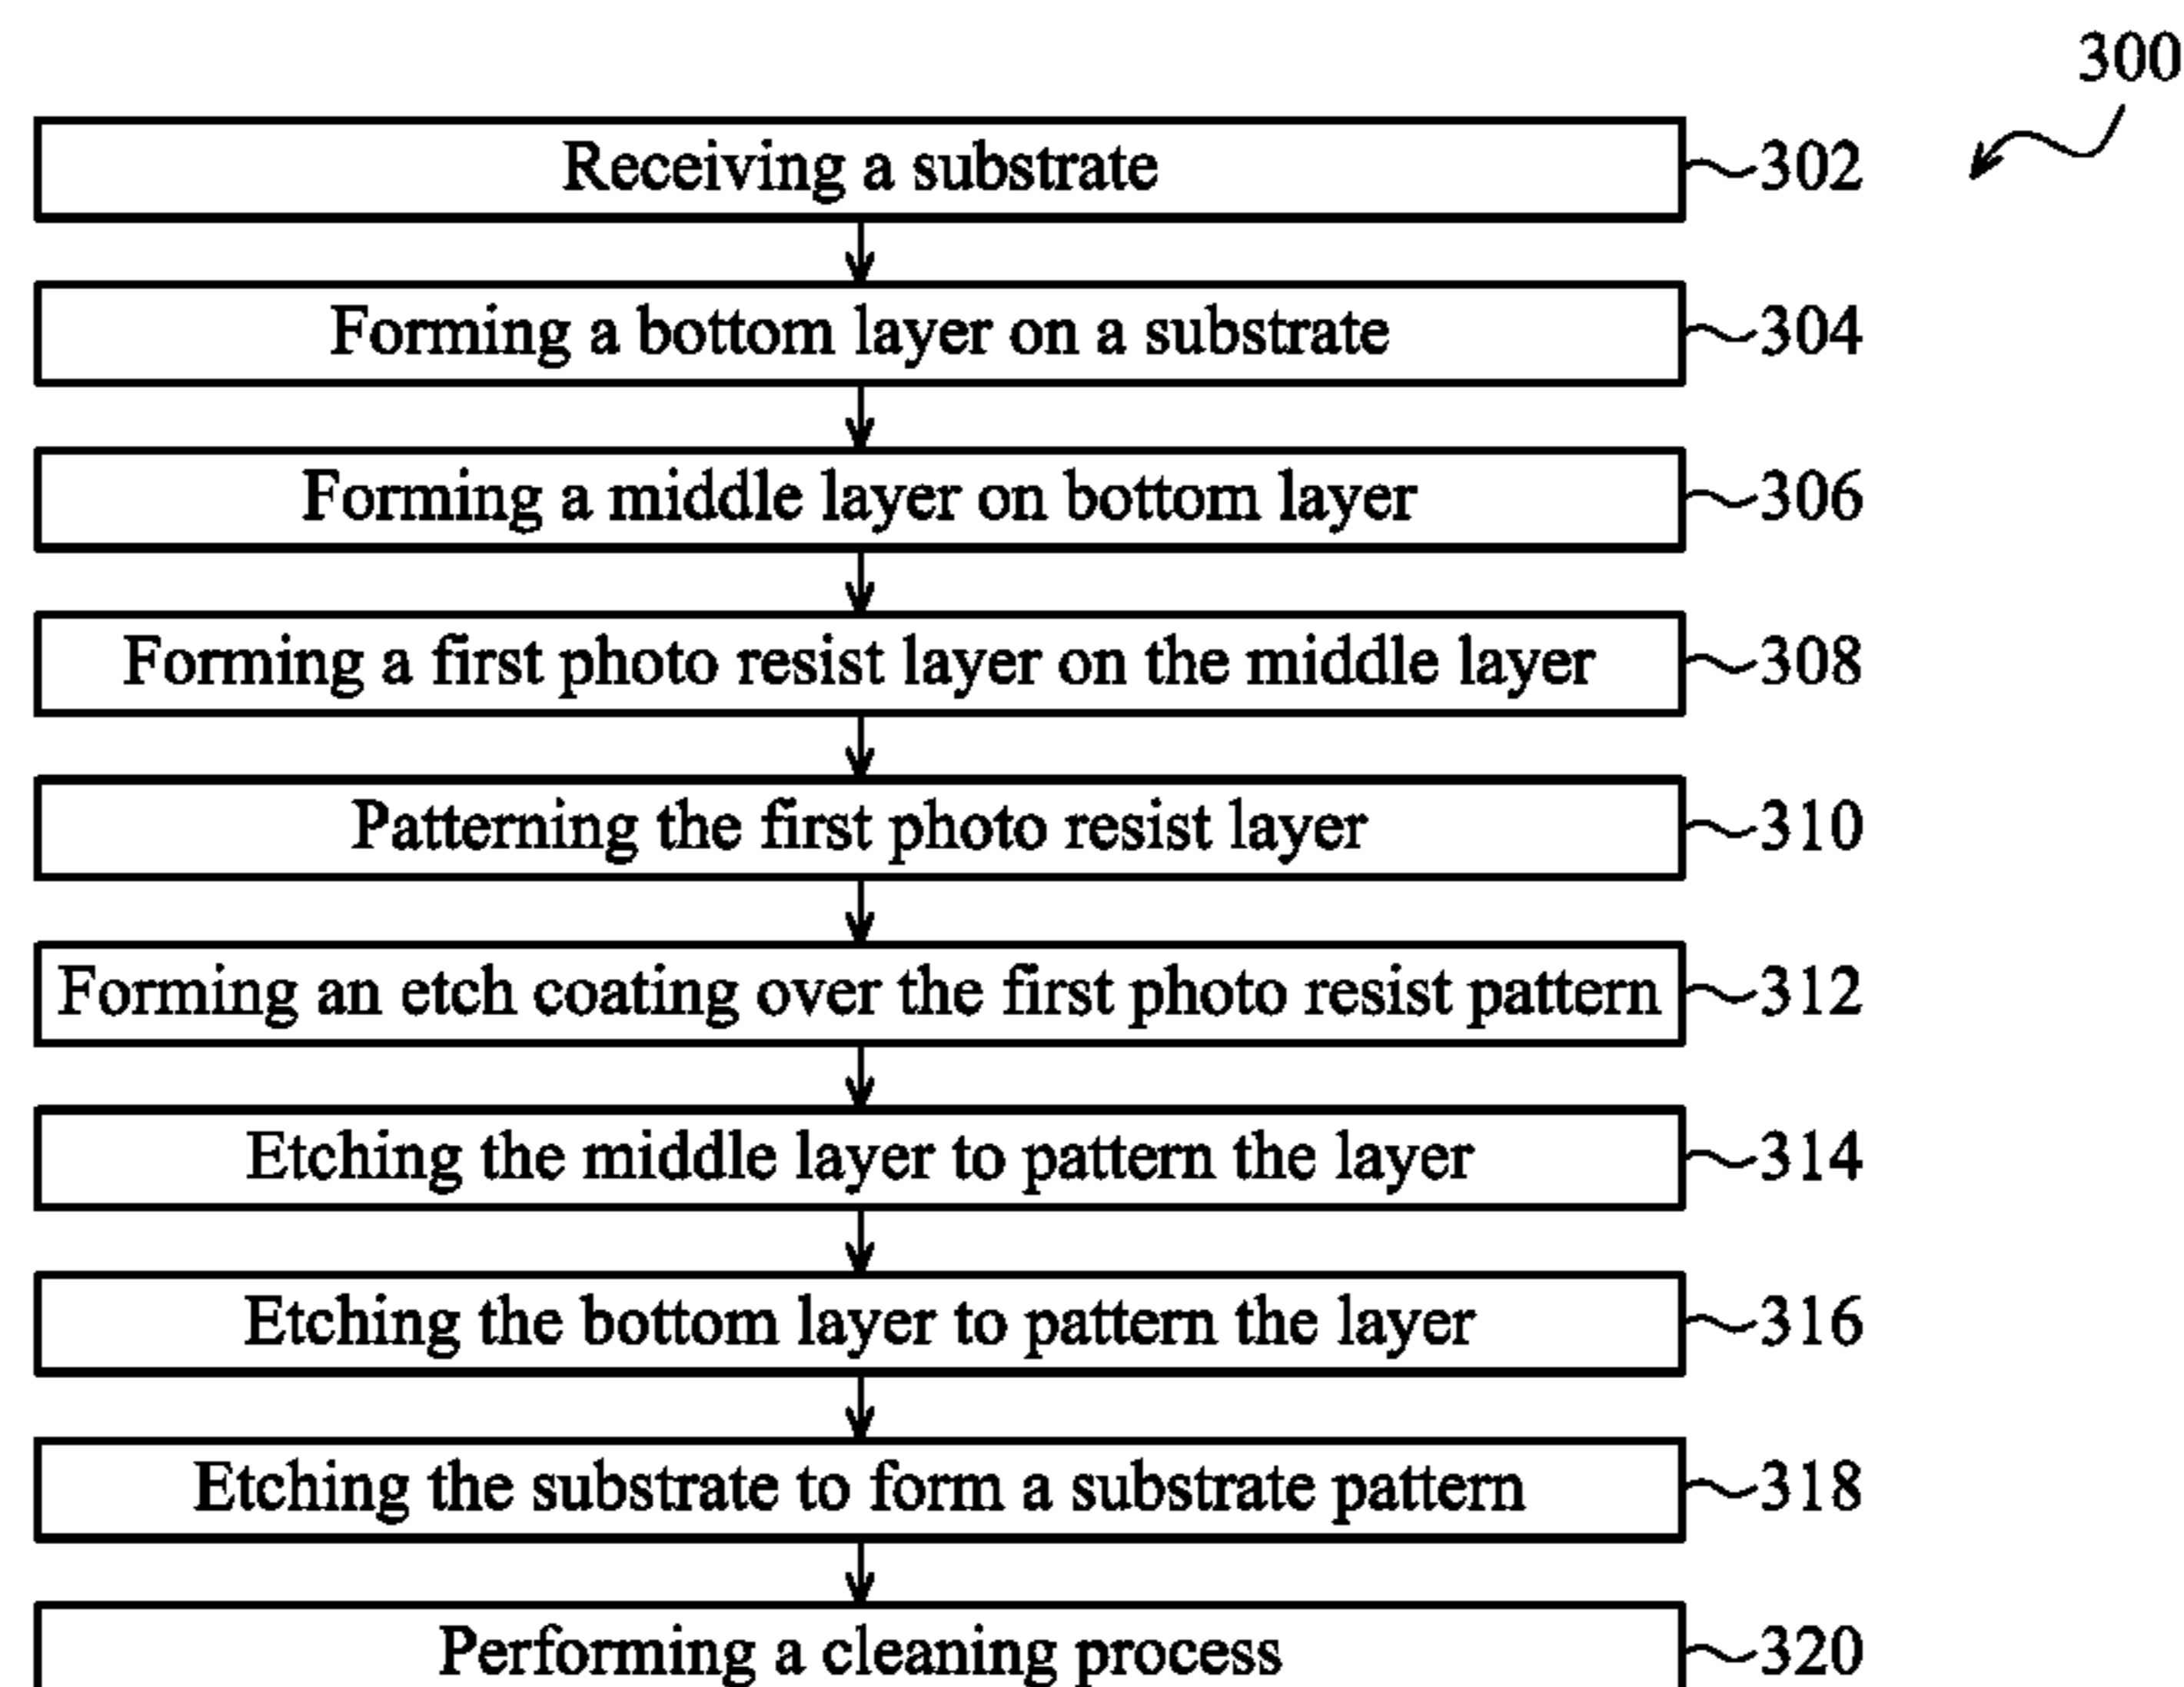 300
Receiving a substrate 302
Forming a bottom layer on a substrate 304
Forming a middle layer on bottom layer 306
Forming a first photo resist layer on the middle layer 308
Patterning the first photo resist layer 310
Forming an etch coating over the first photo resist pattern 312
Etching the middle layer to pattern the layer 314
Etching the bottom layer to pattern the layer 316
Etching the substrate to form a substrate pattern 318
Performing a cleaning process 320